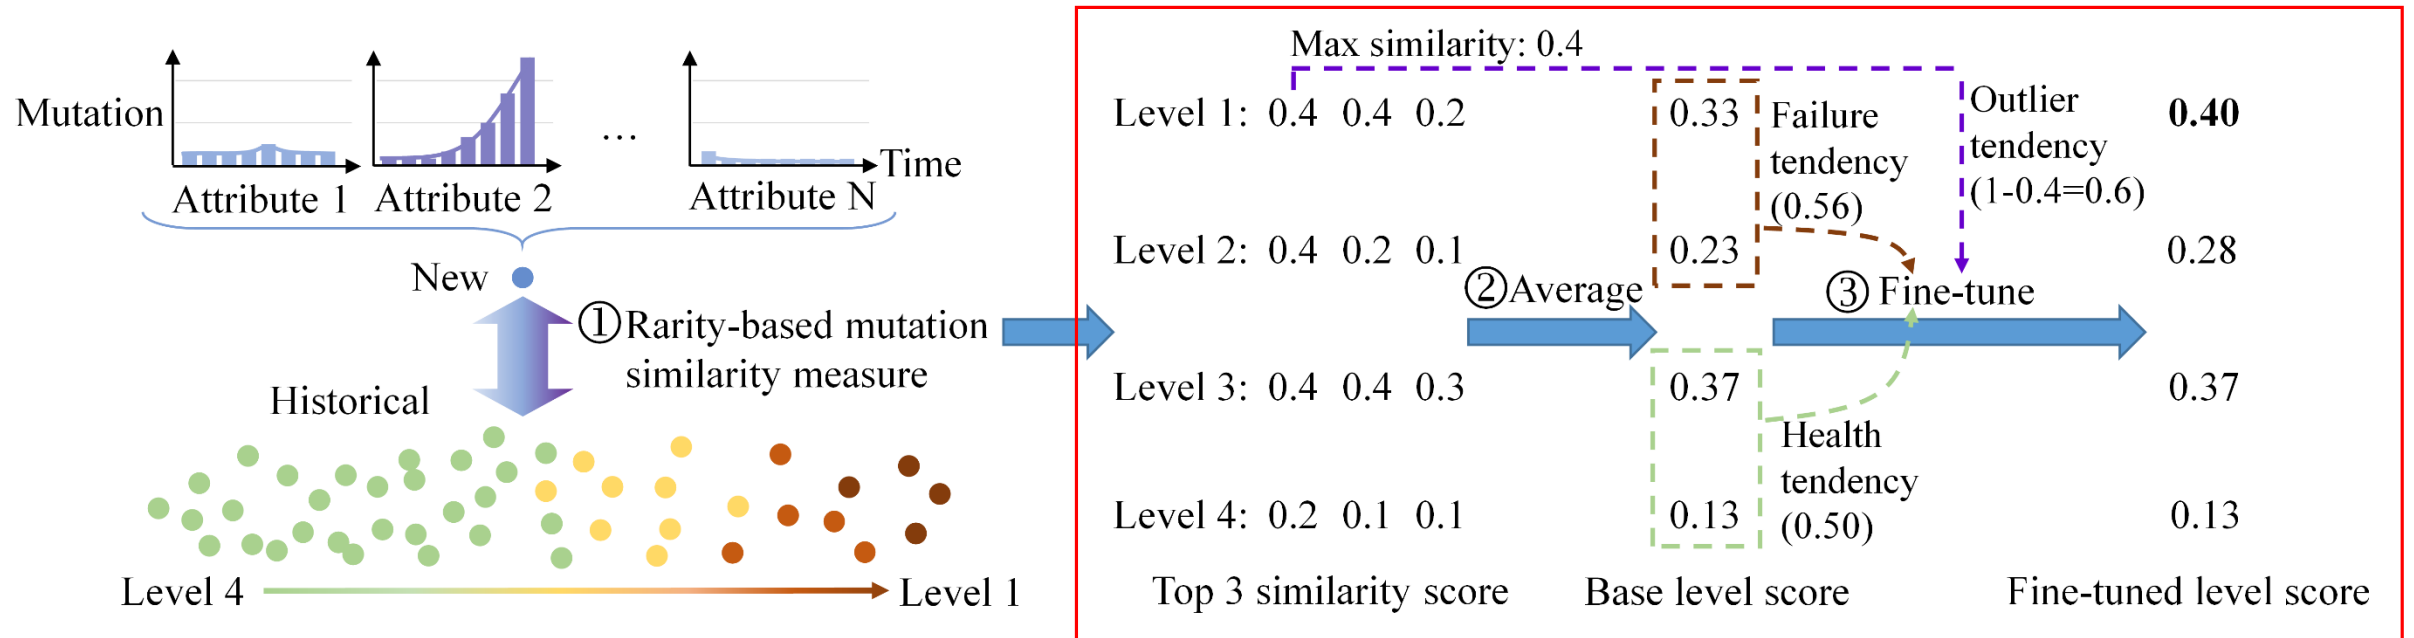 Mutation
Attribute 1
Attribute 2
...
Attribute N
Time
New
① Rarity-based mutation
similarity measure
Historical
Level 4
Level 1
Max similarity: 0.4
Level 1: 0.4 0.4 0.2
Level 2: 0.4 0.2 0.1
Level 3: 0.4 0.4 0.3
Level 4: 0.2 0.1 0.1
Top 3 similarity score
② Average
0.33
0.23
0.37
0.13
Base level score
Failure
tendency
(0.56)
Health
tendency
(0.50)
Outlier
tendency
(1-0.4=0.6)
③ Fine-tune
0.40
0.28
0.37
0.13
Fine-tuned level score